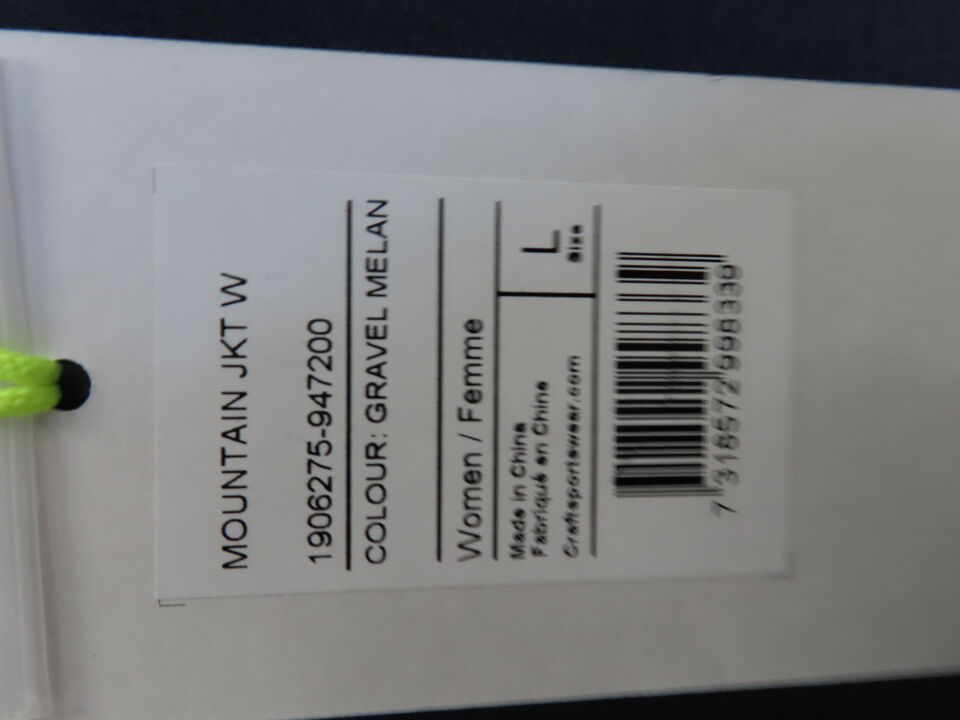 MOUNTAIN JKT W
1906275-947200
COLOUR: GRAVEL MELAN
Women / Femme
Made in China
Fabriqué en Chine
Craftsportswear.com
L
size
7 318572 998339